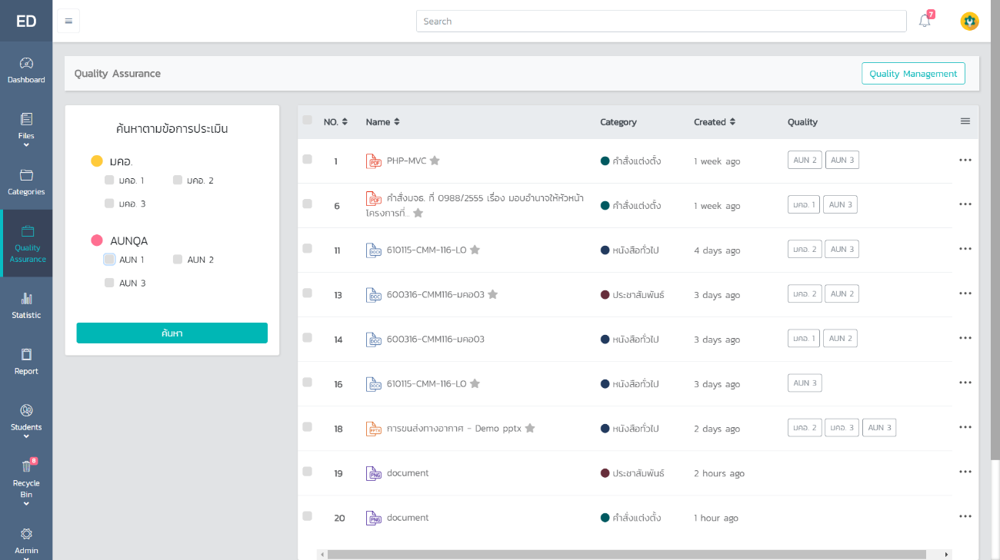 ED
Search
7
Dashboard
Files
Categories
Quality
Assurance
Statistic
Report
Students
8
Recycle
Bin
Admin
Quality Assurance
Quality Management
ค้นหาตามข้อการประเมิน
มคอ.
มคอ. 1 มคอ. 2
มคอ. 3
AUNQA
AUN 1 AUN 2
AUN 3
ค้นหา
NO. Name Category Created Quality
1 PDF PHP-MVC คำสั่งแต่งตั้ง 1 week ago AUN 2 AUN 3
6 PDF คำสั่งมจธ. ที่ 0988/2555 เรื่อง มอบอำนาจให้หัวหน้า
โครงการที่... คำสั่งแต่งตั้ง 1 week ago มคอ. 1 AUN 3
11 DOCX 610115-CMM-116-LO หนังสือทั่วไป 4 days ago มคอ. 2 AUN 3
13 DOC 600316-CMM116-มคอ03 ประชาสัมพันธ์ 3 days ago มคอ. 2 AUN 2
14 DOC 600316-CMM116-มคอ03 หนังสือทั่วไป 3 days ago มคอ. 1 AUN 2
16 DOCX 610115-CMM-116-LO หนังสือทั่วไป 3 days ago AUN 3
18 PPTX การขนส่งทางอากาศ - Demo pptx หนังสือทั่วไป 2 days ago มคอ. 2 มคอ. 3 AUN 3
19 PNG document ประชาสัมพันธ์ 2 hours ago
20 PNG document คำสั่งแต่งตั้ง 1 hour ago